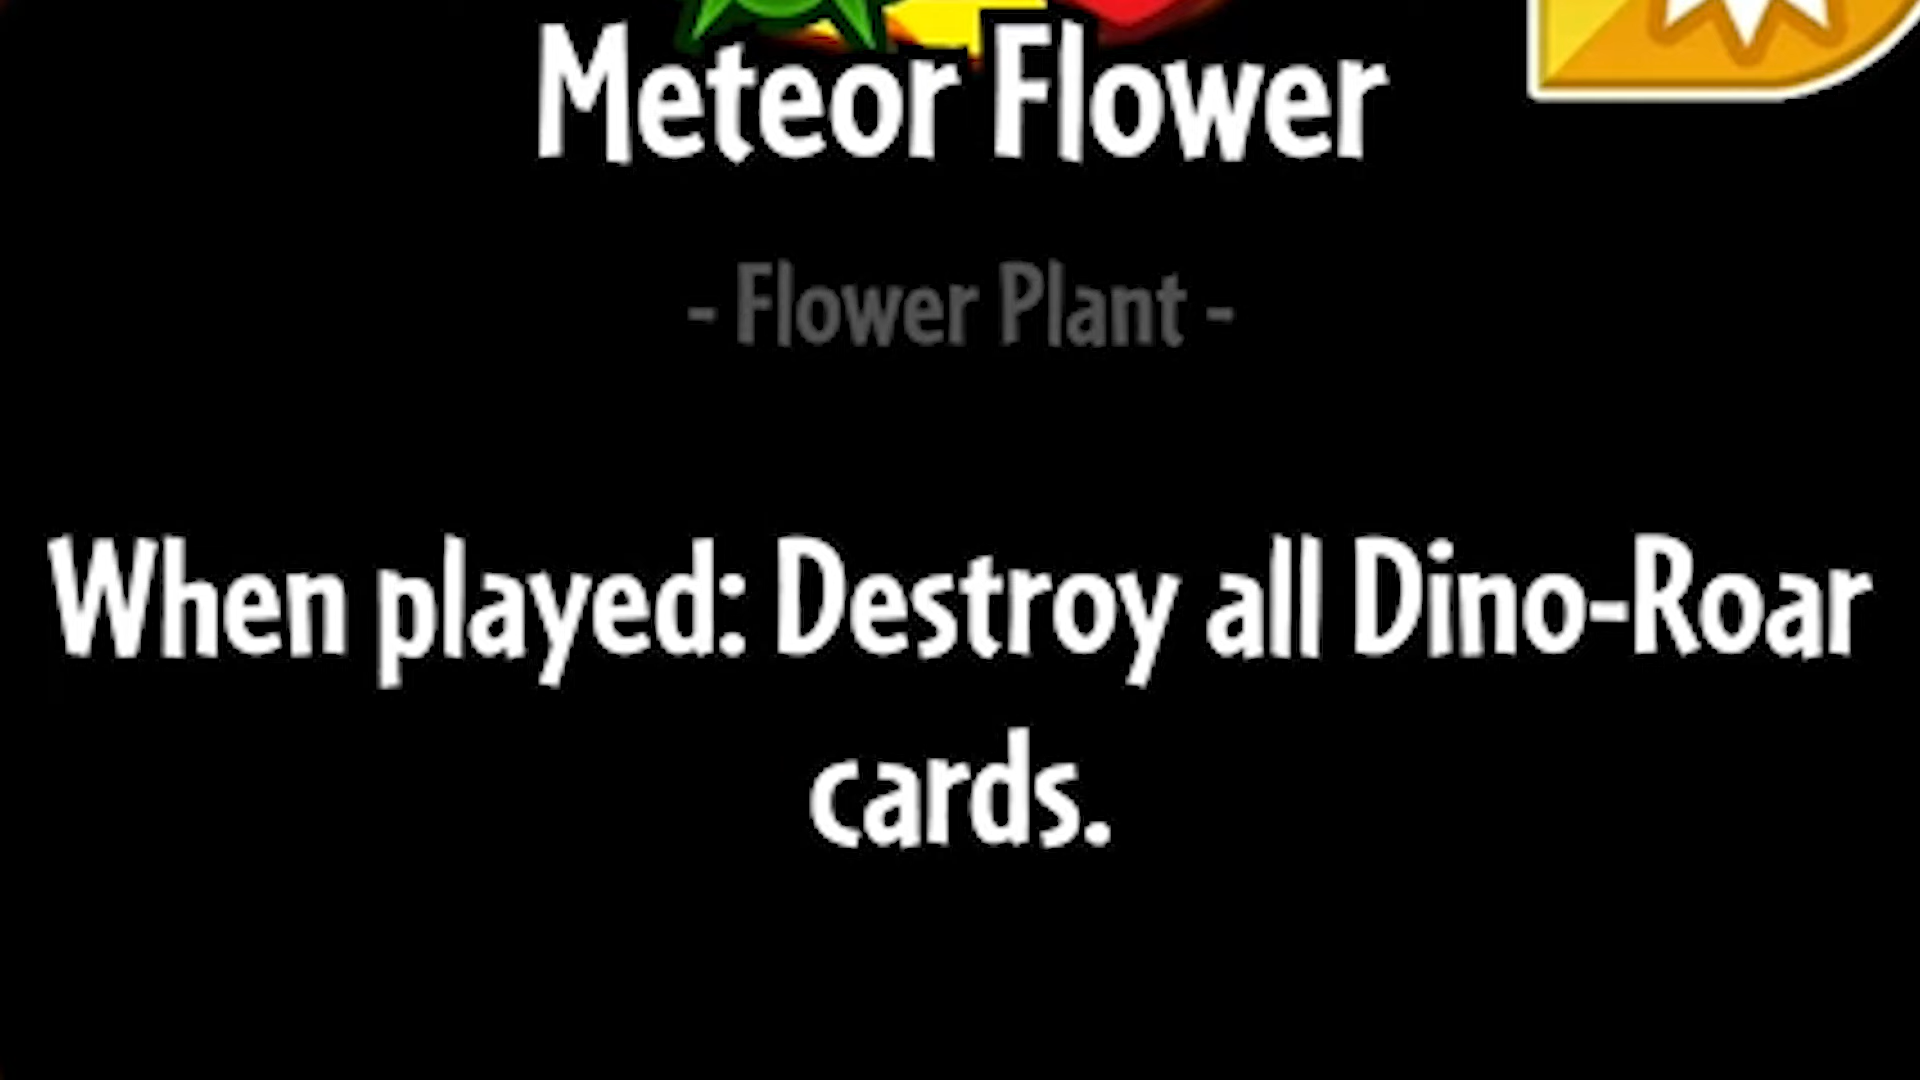 Meteor Flower
- Flower Plant -
When played: Destroy all Dino-Roar
cards.